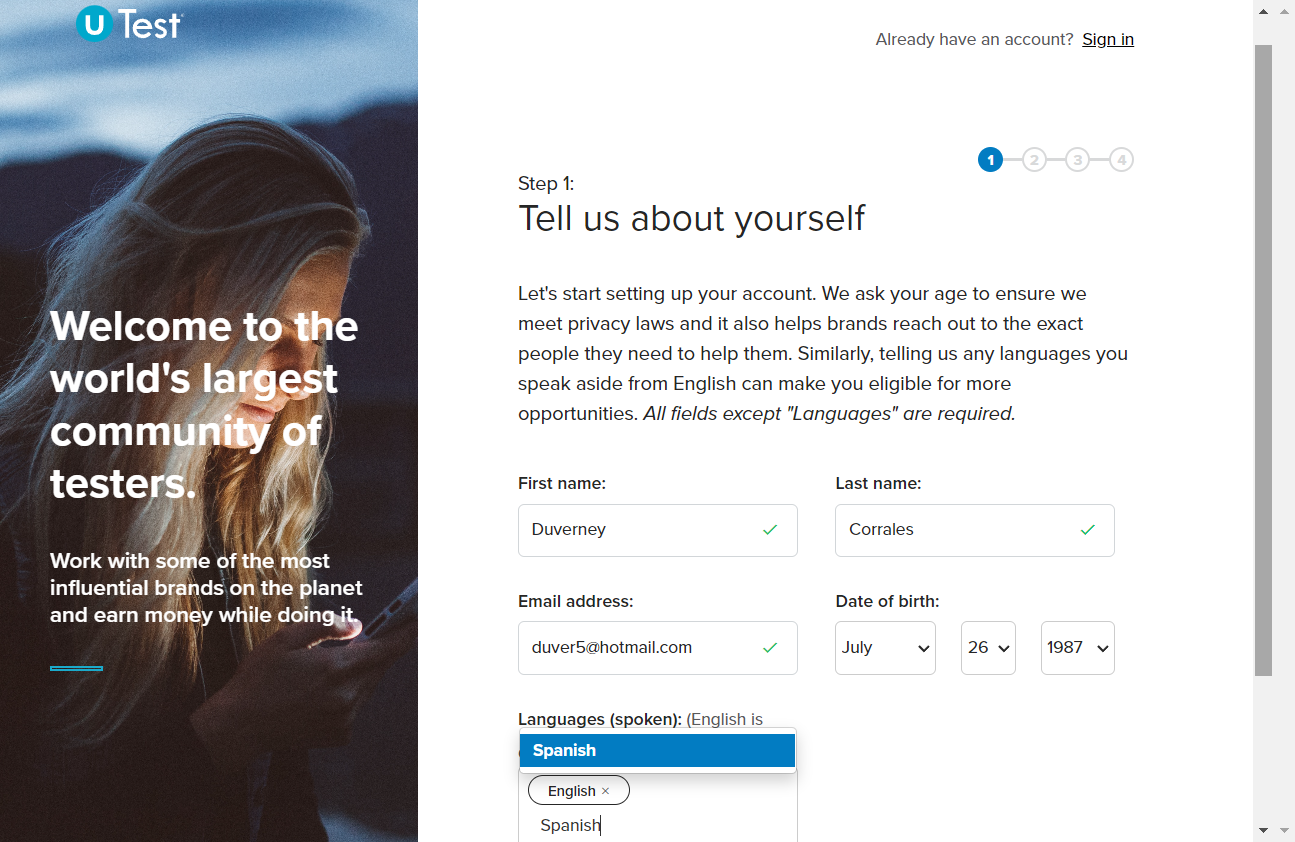 U Test
Already have an account? Sign in
1 2 3 4
Step 1:
Tell us about yourself
Let's start setting up your account. We ask your age to ensure we
meet privacy laws and it also helps brands reach out to the exact
people they need to help them. Similarly, telling us any languages you
speak aside from English can make you eligible for more
opportunities. All fields except "Languages" are required.
Welcome to the
world's largest
community of
testers.
Work with some of the most
influential brands on the planet
and earn money while doing it.
First name: Last name:
Duverney Corrales
Email address: Date of birth:
duver5@hotmail.com July 26 1987
Languages (spoken): (English is
Spanish
English ×
Spanish